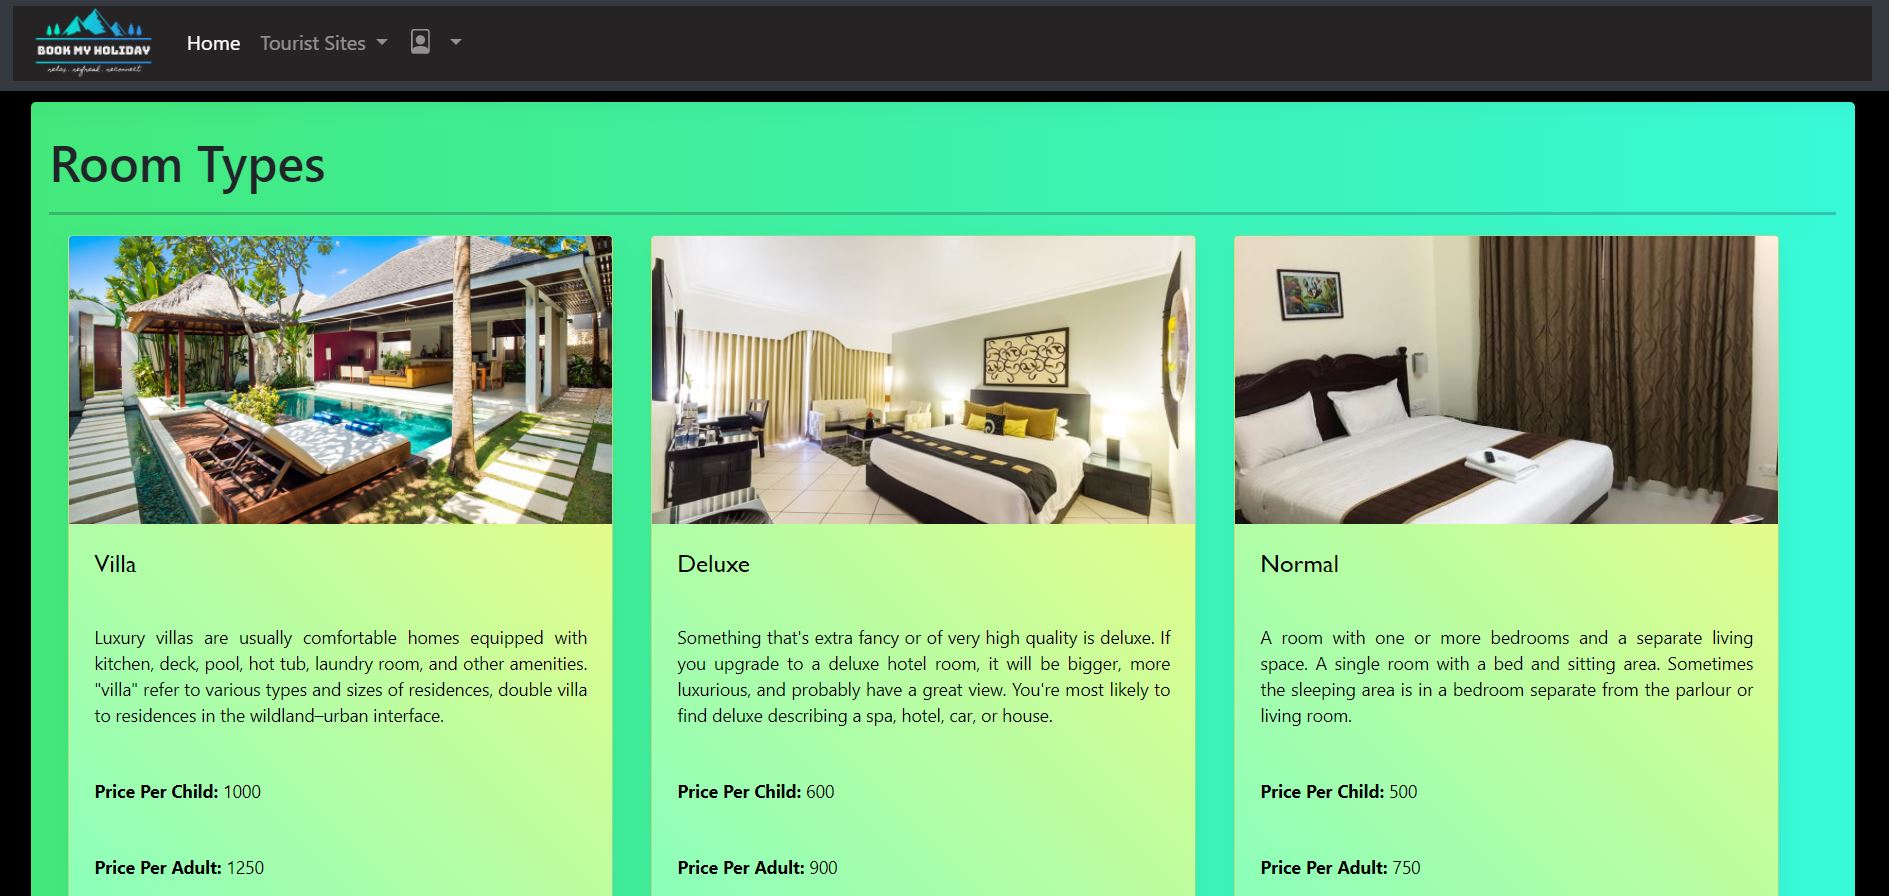 BOOK MY HOLIDAY
relax. refresh. reconnect
Home
Tourist Sites
Room Types
Villa
Luxury villas are usually comfortable homes equipped with
kitchen, deck, pool, hot tub, laundry room, and other amenities.
"villa" refer to various types and sizes of residences, double villa
to residences in the wildland–urban interface.
Price Per Child: 1000
Price Per Adult: 1250
Deluxe
Something that's extra fancy or of very high quality is deluxe. If
you upgrade to a deluxe hotel room, it will be bigger, more
luxurious, and probably have a great view. You're most likely to
find deluxe describing a spa, hotel, car, or house.
Price Per Child: 600
Price Per Adult: 900
Normal
A room with one or more bedrooms and a separate living
space. A single room with a bed and sitting area. Sometimes
the sleeping area is in a bedroom separate from the parlour or
living room.
Price Per Child: 500
Price Per Adult: 750